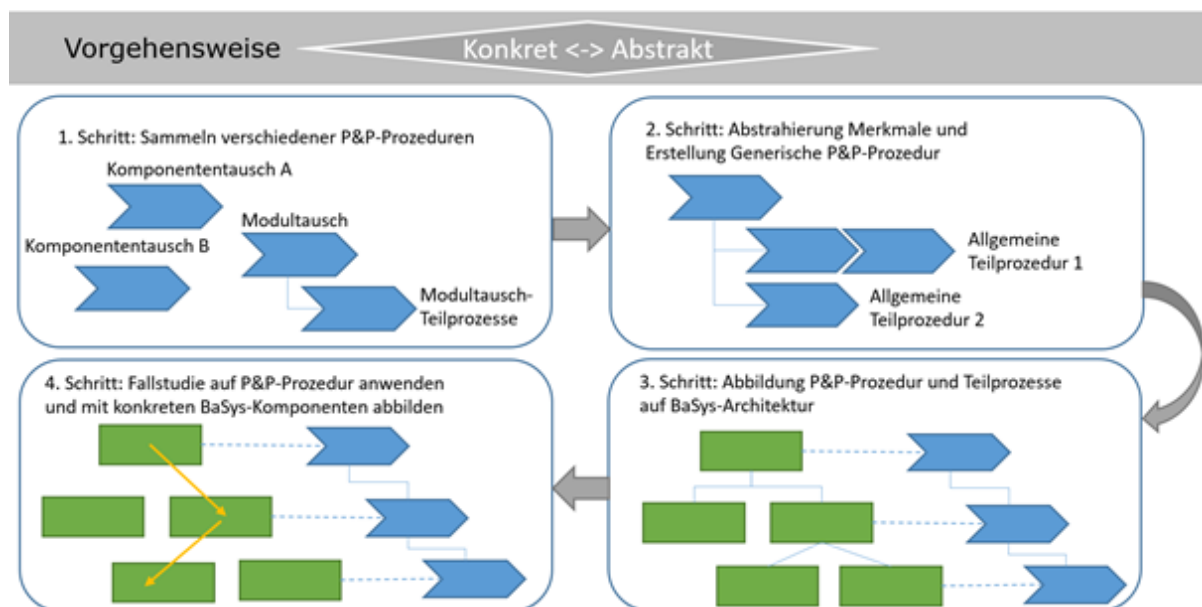 Vorgehensweise
Konkret <-> Abstrakt
1. Schritt: Sammeln verschiedener P&P-Prozeduren
Komponententausch A
Modultausch
Komponententausch B
Modultausch-
Teilprozesse
2. Schritt: Abstrahierung Merkmale und
Erstellung Generische P&P-Prozedur
Allgemeine
Teilprozedur 1
Allgemeine
Teilprozedur 2
3. Schritt: Abbildung P&P-Prozedur und Teilprozesse
auf BaSys-Architektur
4. Schritt: Fallstudie auf P&P-Prozedur anwenden
und mit konkreten BaSys-Komponenten abbilden